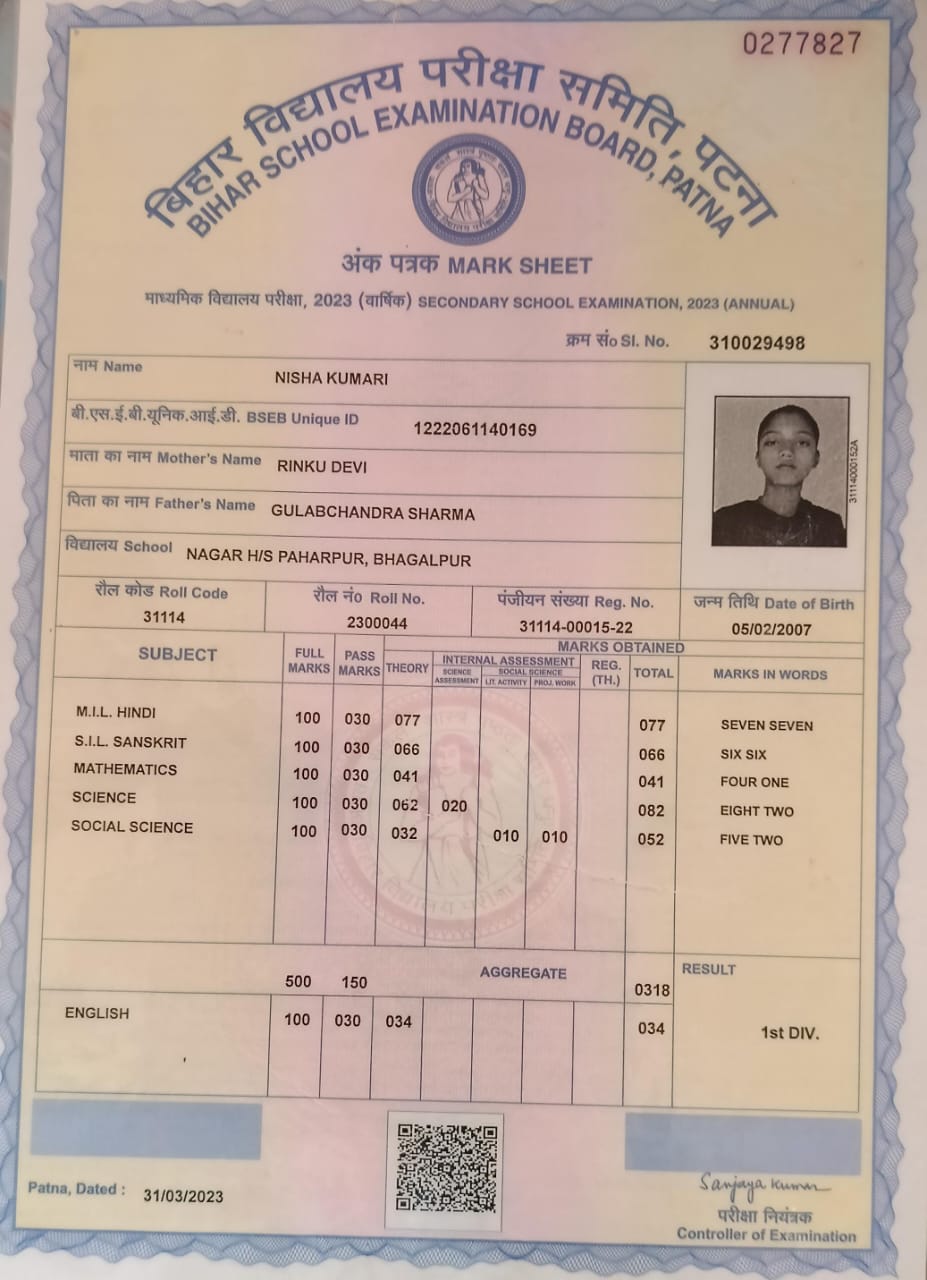 0277827
बिहार विद्यालय परीक्षा समिति, पटना
BIHAR SCHOOL EXAMINATION BOARD, PATNA
अंक पत्रक MARK SHEET
माध्यमिक विद्यालय परीक्षा, 2023 (वार्षिक) SECONDARY SCHOOL EXAMINATION, 2023 (ANNUAL)
क्रम सं० Sl. No. 310029498
नाम Name NISHA KUMARI
बी.एस.ई.बी.यूनिक.आई.डी. BSEB Unique ID 1222061140169
माता का नाम Mother's Name RINKU DEVI
पिता का नाम Father's Name GULABCHANDRA SHARMA
विद्यालय School NAGAR H/S PAHARPUR, BHAGALPUR
31114000152A
रौल कोड Roll Code रौल नं० Roll No. पंजीयन संख्या Reg. No. जन्म तिथि Date of Birth
31114 2300044 31114-00015-22 05/02/2007
MARKS OBTAINED
SUBJECT FULL MARKS PASS MARKS THEORY INTERNAL ASSESSMENT REG. (TH.) TOTAL MARKS IN WORDS
SCIENCE ASSESSMENT SOCIAL SCIENCE
LIT. ACTIVITY PROJ. WORK
M.I.L. HINDI 100 030 077 077 SEVEN SEVEN
S.I.L. SANSKRIT 100 030 066 066 SIX SIX
MATHEMATICS 100 030 041 041 FOUR ONE
SCIENCE 100 030 062 020 082 EIGHT TWO
SOCIAL SCIENCE 100 030 032 010 010 052 FIVE TWO
500 150 AGGREGATE 0318 RESULT
ENGLISH 100 030 034 034 1st DIV.
Patna, Dated : 31/03/2023
Sanjaya Kumar
परीक्षा नियंत्रक
Controller of Examination